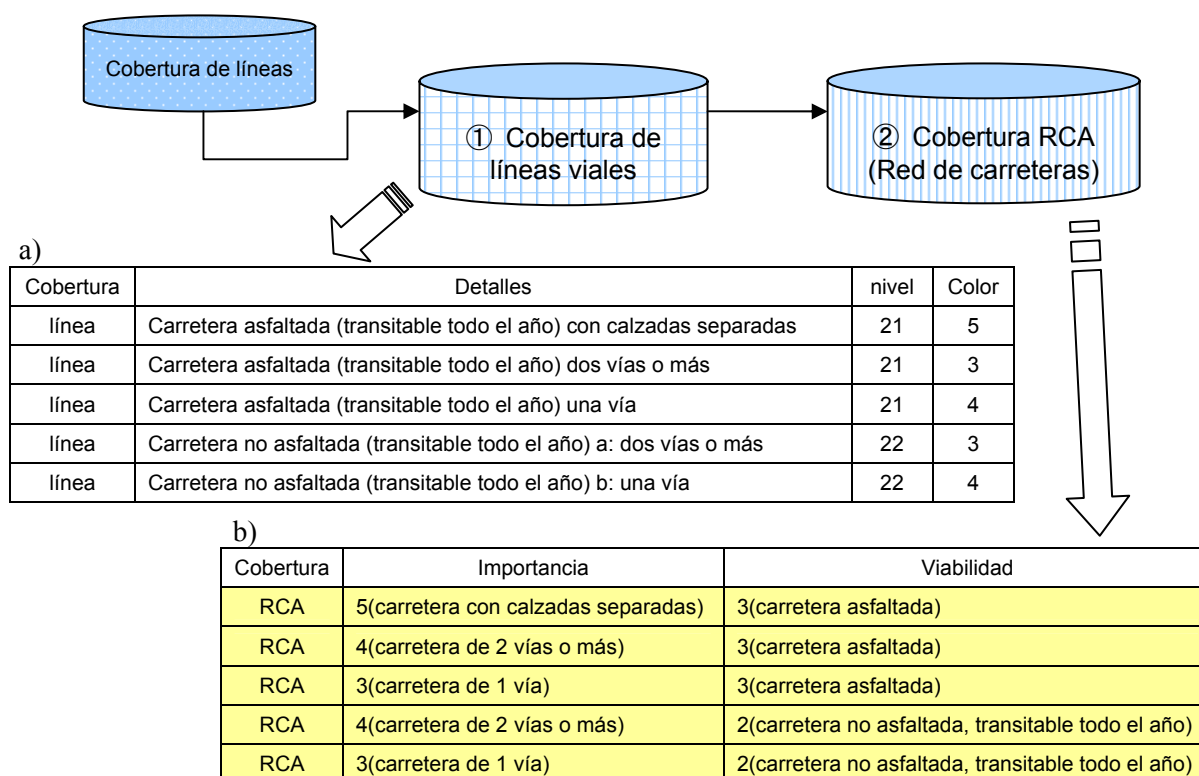 Cobertura de líneas
① Cobertura de
líneas viales
② Cobertura RCA
(Red de carreteras)
a)
Cobertura Detalles nivel Color
línea Carretera asfaltada (transitable todo el año) con calzadas separadas 21 5
línea Carretera asfaltada (transitable todo el año) dos vías o más 21 3
línea Carretera asfaltada (transitable todo el año) una vía 21 4
línea Carretera no asfaltada (transitable todo el año) a: dos vías o más 22 3
línea Carretera no asfaltada (transitable todo el año) b: una vía 22 4
b)
Cobertura Importancia Viabilidad
RCA 5(carretera con calzadas separadas) 3(carretera asfaltada)
RCA 4(carretera de 2 vías o más) 3(carretera asfaltada)
RCA 3(carretera de 1 vía) 3(carretera asfaltada)
RCA 4(carretera de 2 vías o más) 2(carretera no asfaltada, transitable todo el año)
RCA 3(carretera de 1 vía) 2(carretera no asfaltada, transitable todo el año)